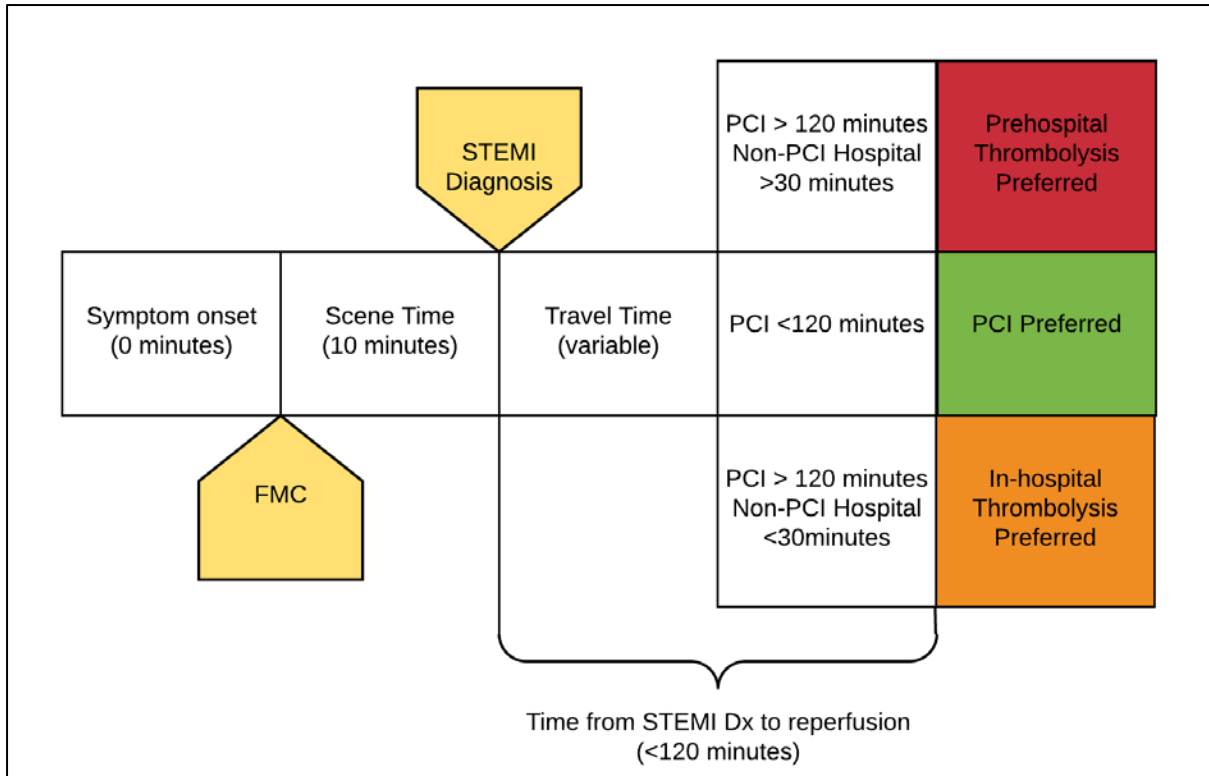 STEMI
Diagnosis
PCI > 120 minutes
Non-PCI Hospital
>30 minutes
Prehospital
Thrombolysis
Preferred
Symptom onset
(0 minutes)
Scene Time
(10 minutes)
Travel Time
(variable)
PCI <120 minutes
PCI Preferred
FMC
PCI > 120 minutes
Non-PCI Hospital
<30minutes
In-hospital
Thrombolysis
Preferred
Time from STEMI Dx to reperfusion
(<120 minutes)